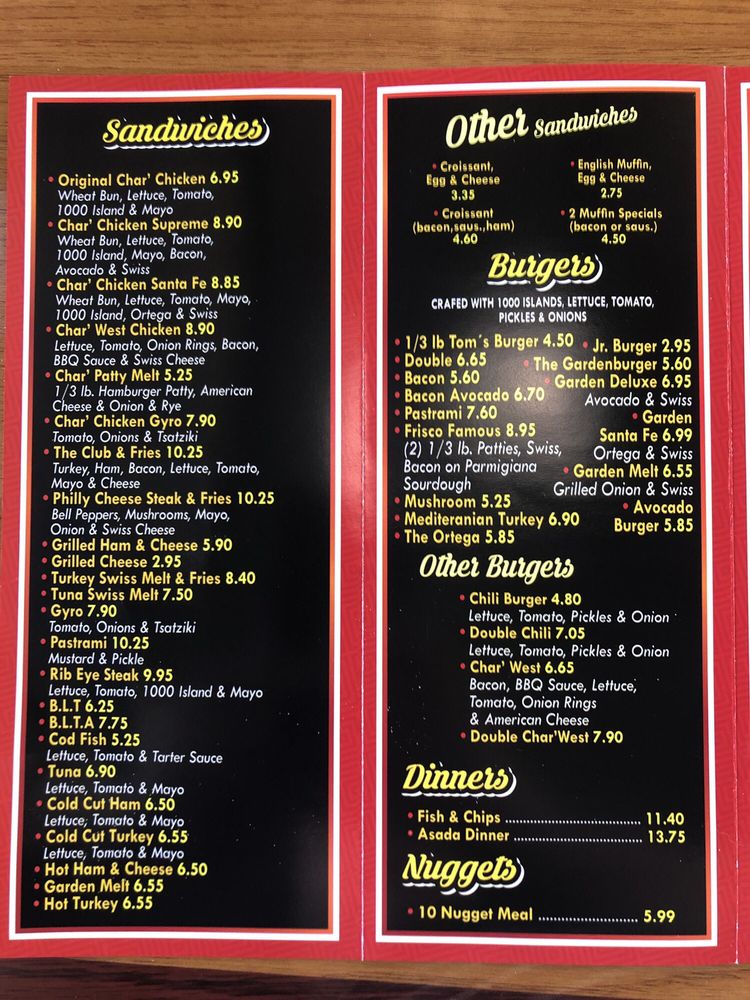 Sandwiches
• Original Char' Chicken 6.95
Wheat Bun, Lettuce, Tomato,
1000 Island & Mayo
• Char' Chicken Supreme 8.90
Wheat Bun, Lettuce, Tomato,
1000 Island, Mayo, Bacon,
Avocado & Swiss
• Char' Chicken Santa Fe 8.85
Wheat Bun, Lettuce, Tomato, Mayo,
1000 Island, Ortega & Swiss
• Char' West Chicken 8.90
Lettuce, Tomato, Onion Rings, Bacon,
BBQ Sauce & Swiss Cheese
• Char' Patty Melt 5.25
1/3 lb. Hamburger Patty, American
Cheese & Onion & Rye
• Char' Chicken Gyro 7.90
Tomato, Onions & Tsatziki
• The Club & Fries 10.25
Turkey, Ham, Bacon, Lettuce, Tomato,
Mayo & Cheese
• Philly Cheese Steak & Fries 10.25
Bell Peppers, Mushrooms, Mayo,
Onion & Swiss Cheese
• Grilled Ham & Cheese 5.90
• Grilled Cheese 2.95
• Turkey Swiss Melt & Fries 8.40
• Tuna Swiss Melt 7.50
• Gyro 7.90
Tomato, Onions & Tsatziki
• Pastrami 10.25
Mustard & Pickle
• Rib Eye Steak 9.95
Lettuce, Tomato, 1000 Island & Mayo
• B.L.T 6.25
• B.L.T.A 7.75
• Cod Fish 5.25
Lettuce, Tomato & Tarter Sauce
• Tuna 6.90
Lettuce, Tomato & Mayo
• Cold Cut Ham 6.50
Lettuce, Tomato & Mayo
• Cold Cut Turkey 6.55
Lettuce, Tomato & Mayo
• Hot Ham & Cheese 6.50
• Garden Melt 6.55
• Hot Turkey 6.55
Other Sandwiches
• Croissant,
Egg & Cheese
3.35
• English Muffin,
Egg & Cheese
2.75
• Croissant
(bacon,saus.,ham)
4.60
• 2 Muffin Specials
(bacon or saus.)
4.50
Burgers
CRAFED WITH 1000 ISLANDS, LETTUCE, TOMATO,
PICKLES & ONIONS
• 1/3 lb Tom´s Burger 4.50
• Double 6.65
• Bacon 5.60
• Bacon Avocado 6.70
• Pastrami 7.60
• Frisco Famous 8.95
(2) 1/3 lb. Patties, Swiss,
Bacon on Parmigiana
Sourdough
• Mushroom 5.25
• Mediteranian Turkey 6.90
• The Ortega 5.85
• Jr. Burger 2.95
• The Gardenburger 5.60
• Garden Deluxe 6.95
Avocado & Swiss
• Garden
Santa Fe 6.99
Ortega & Swiss
• Garden Melt 6.55
Grilled Onion & Swiss
• Avocado
Burger 5.85
Other Burgers
• Chili Burger 4.80
Lettuce, Tomato, Pickles & Onion
• Double Chili 7.05
Lettuce, Tomato, Pickles & Onion
• Char' West 6.65
Bacon, BBQ Sauce, Lettuce,
Tomato, Onion Rings
& American Cheese
• Double Char'West 7.90
Dinners
• Fish & Chips .................................... 11.40
• Asada Dinner .................................. 13.75
Nuggets
• 10 Nugget Meal .......................... 5.99